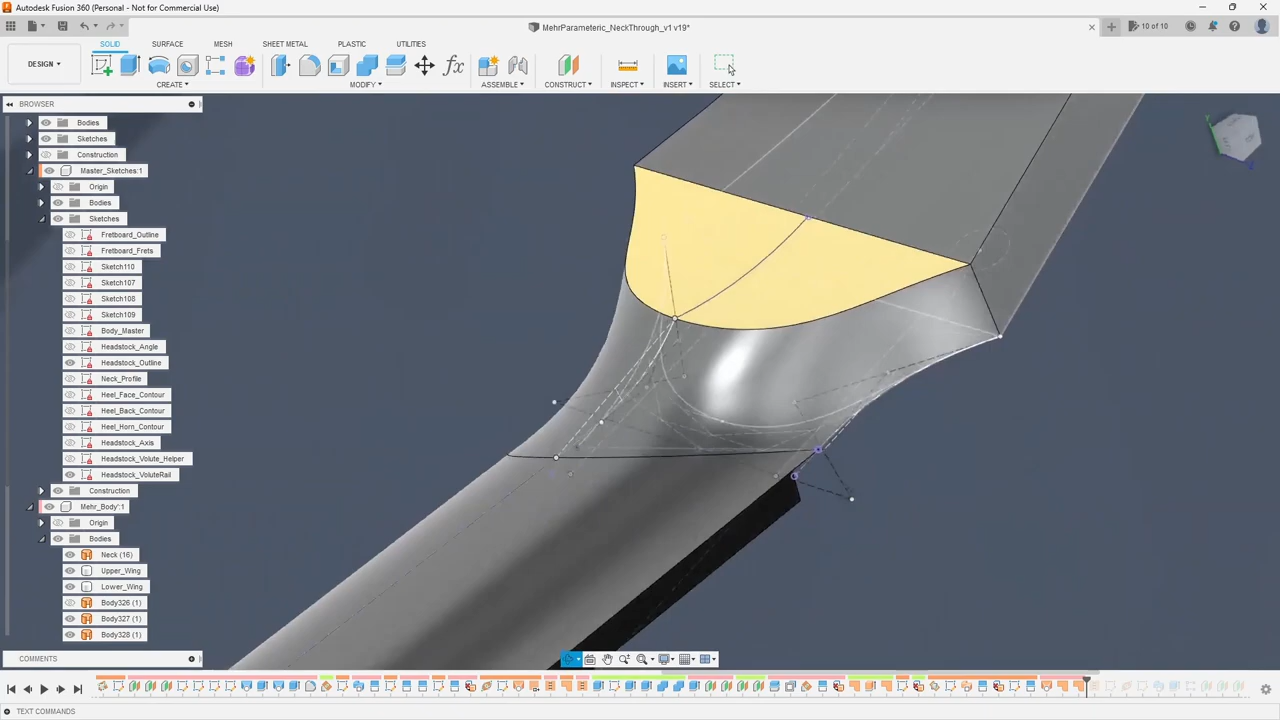 Autodesk Fusion 360 (Personal - Not for Commercial Use)
MehrParameteric_NeckThrough_v1 v19*
10 of 10
DESIGN
SOLID
SURFACE
MESH
SHEET METAL
PLASTIC
UTILITIES
CREATE
MODIFY
ASSEMBLE
CONSTRUCT
INSPECT
INSERT
SELECT
BROWSER
Bodies
Sketches
Construction
Master_Sketches:1
Origin
Bodies
Sketches
Fretboard_Outline
Fretboard_Frets
Sketch110
Sketch107
Sketch108
Sketch109
Body_Master
Headstock_Angle
Headstock_Outline
Neck_Profile
Heel_Face_Contour
Heel_Back_Contour
Heel_Horn_Contour
Headstock_Axis
Headstock_Volute_Helper
Headstock_VoluteRail
Construction
Mehr_Body':1
Origin
Bodies
Neck (16)
Upper_Wing
Lower_Wing
Body326 (1)
Body327 (1)
Body328 (1)
COMMENTS
TEXT COMMANDS